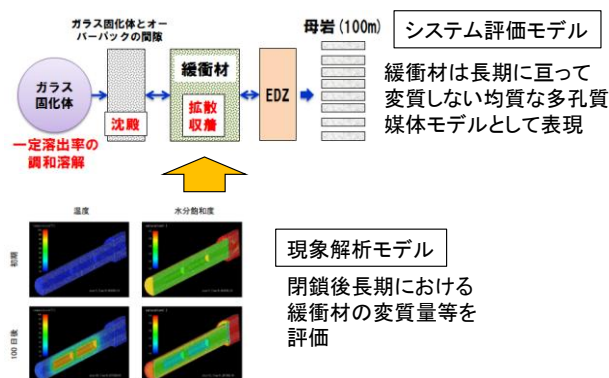 ガラス固化体とオー
バーパックの間隙
母岩(100m)
システム評価モデル
ガラス
固化体
緩衝材
EDZ
拡散
収着
沈殿
一定溶出率の
調和溶解
緩衝材は長期に亘って
変質しない均質な多孔質
媒体モデルとして表現
温度
水分飽和度
初期
100 日後
現象解析モデル
閉鎖後長期における
緩衝材の変質量等を
評価